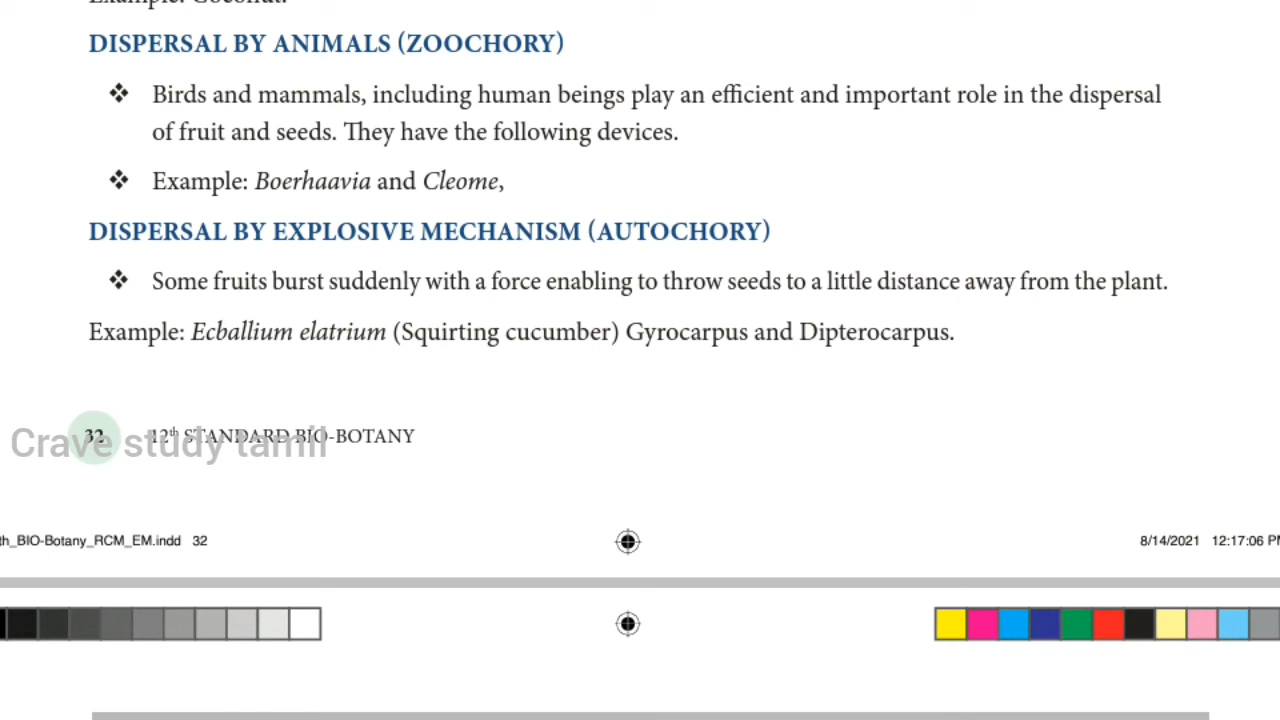 Example: Coconut.
DISPERSAL BY ANIMALS (ZOOCHORY)
❖ Birds and mammals, including human beings play an efficient and important role in the dispersal
of fruit and seeds. They have the following devices.
❖ Example: Boerhaavia and Cleome,
DISPERSAL BY EXPLOSIVE MECHANISM (AUTOCHORY)
❖ Some fruits burst suddenly with a force enabling to throw seeds to a little distance away from the plant.
Example: Ecballium elatrium (Squirting cucumber) Gyrocarpus and Dipterocarpus.
32 12th STANDARD BIO-BOTANY
Crave study tamil
th_BIO-Botany_RCM_EM.indd 32
8/14/2021 12:17:06 PM